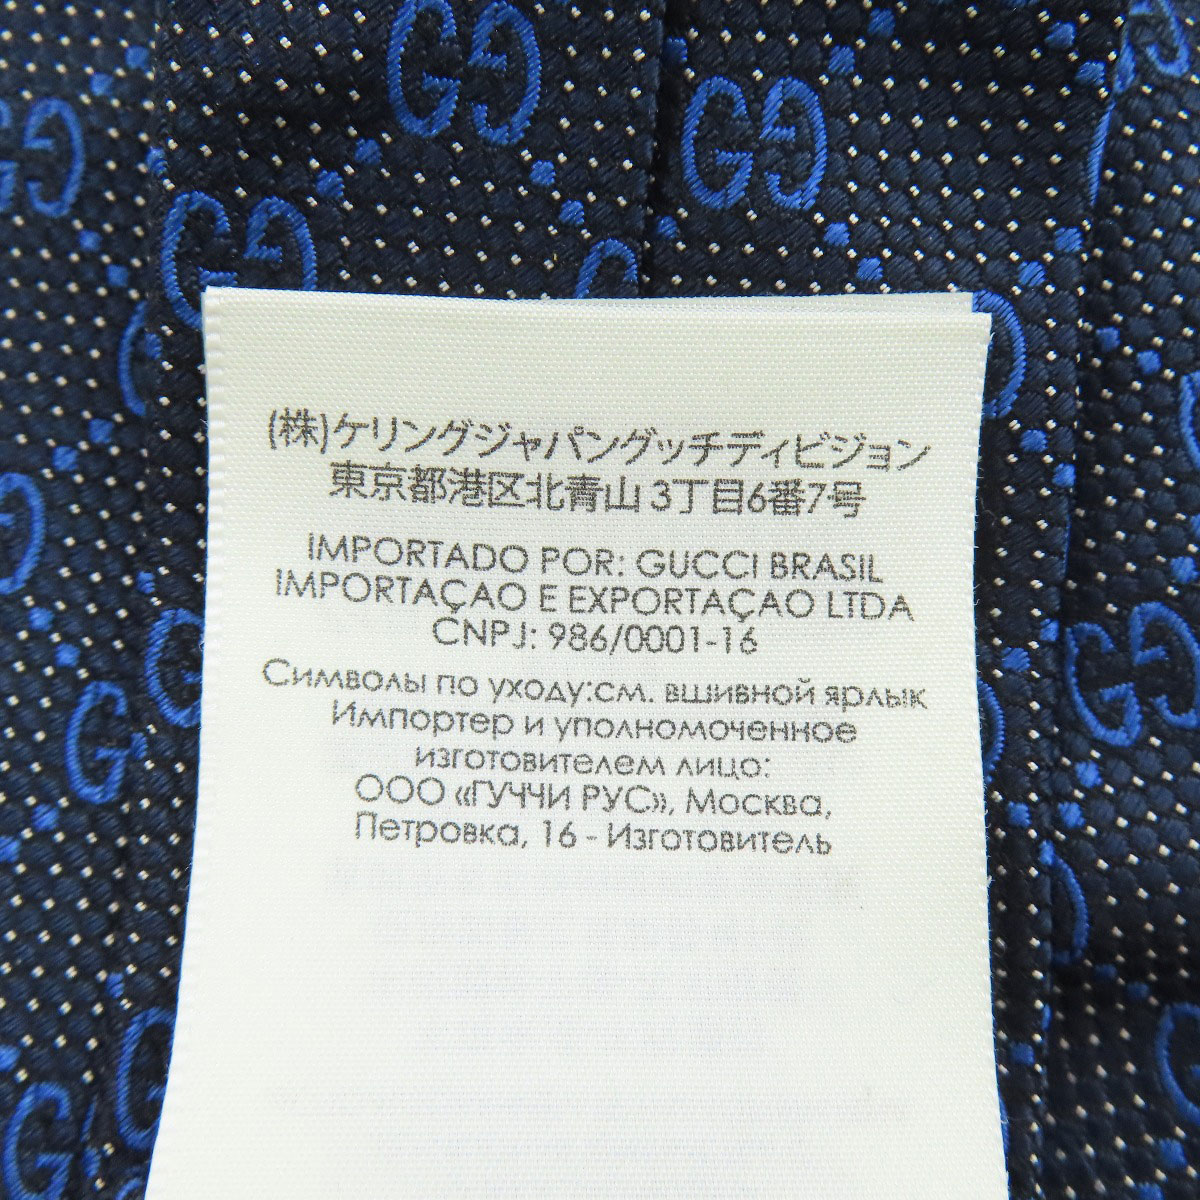 (株)ケリングジャパングッチディビジョン
東京都港区北青山3丁目6番7号
IMPORTADO POR: GUCCI BRASIL
IMPORTAÇAO E EXPORTAÇAO LTDA
CNPJ: 986/0001-16
Символы по уходу:см. вшивной ярлык
Импортер и уполномоченное
изготовителем лицо:
ООО «ГУЧЧИ РУС», Москва,
Петровка, 16 - Изготовитель